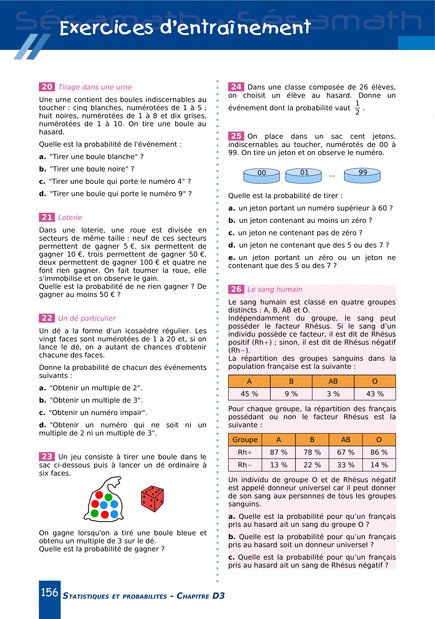 Sésamath
Sésamath
Exercices d'entraînement
20 Tirage dans une urne
Une urne contient des boules indiscernables au
toucher : cinq blanches, numérotées de 1 à 5 ;
huit noires, numérotées de 1 à 8 et dix grises,
numérotées de 1 à 10. On tire une boule au
hasard.
Quelle est la probabilité de l'événement :
a. "Tirer une boule blanche" ?
b. "Tirer une boule noire" ?
c. "Tirer une boule qui porte le numéro 4" ?
d. "Tirer une boule qui porte le numéro 9" ?
21 Loterie
Dans une loterie, une roue est divisée en
secteurs de même taille : neuf de ces secteurs
permettent de gagner 5 €, six permettent de
gagner 10 €, trois permettent de gagner 50 €,
deux permettent de gagner 100 € et quatre ne
font rien gagner. On fait tourner la roue, elle
s'immobilise et on observe le gain.
Quelle est la probabilité de ne rien gagner ? De
gagner au moins 50 € ?
22 Un dé particulier
Un dé a la forme d'un icosaèdre régulier. Les
vingt faces sont numérotées de 1 à 20 et, si on
lance le dé, on a autant de chances d'obtenir
chacune des faces.
Donne la probabilité de chacun des événements
suivants :
a. "Obtenir un multiple de 2".
b. "Obtenir un multiple de 3".
c. "Obtenir un numéro impair".
d. "Obtenir un numéro qui ne soit ni un
multiple de 2 ni un multiple de 3".
23 Un jeu consiste à tirer une boule dans le
sac ci-dessous puis à lancer un dé ordinaire à
six faces.
On gagne lorsqu'on a tiré une boule bleue et
obtenu un multiple de 3 sur le dé.
Quelle est la probabilité de gagner ?
24 Dans une classe composée de 26 élèves,
on choisit un élève au hasard. Donne un
événement dont la probabilité vaut 1/2 .
25 On place dans un sac cent jetons,
indiscernables au toucher, numérotés de 00 à
99. On tire un jeton et on observe le numéro.
00 01 ... 99
Quelle est la probabilité de tirer :
a. un jeton portant un numéro supérieur à 60 ?
b. un jeton contenant au moins un zéro ?
c. un jeton ne contenant pas de zéro ?
d. un jeton ne contenant que des 5 ou des 7 ?
e. un jeton portant un zéro ou un jeton ne
contenant que des 5 ou des 7 ?
26 Le sang humain
Le sang humain est classé en quatre groupes
distincts : A, B, AB et O.
Indépendamment du groupe, le sang peut
posséder le facteur Rhésus. Si le sang d'un
individu possède ce facteur, il est dit de Rhésus
positif (Rh+) ; sinon, il est dit de Rhésus négatif
(Rh−).
La répartition des groupes sanguins dans la
population française est la suivante :
A B AB O
45 % 9 % 3 % 43 %
Pour chaque groupe, la répartition des français
possédant ou non le facteur Rhésus est la
suivante :
Groupe A B AB O
Rh+ 87 % 78 % 67 % 86 %
Rh− 13 % 22 % 33 % 14 %
Un individu de groupe O et de Rhésus négatif
est appelé donneur universel car il peut donner
de son sang aux personnes de tous les groupes
sanguins.
a. Quelle est la probabilité pour qu'un français
pris au hasard ait un sang du groupe O ?
b. Quelle est la probabilité pour qu'un français
pris au hasard soit un donneur universel ?
c. Quelle est la probabilité pour qu'un français
pris au hasard ait un sang de Rhésus négatif ?
156 Statistiques et probabilités - Chapitre D3